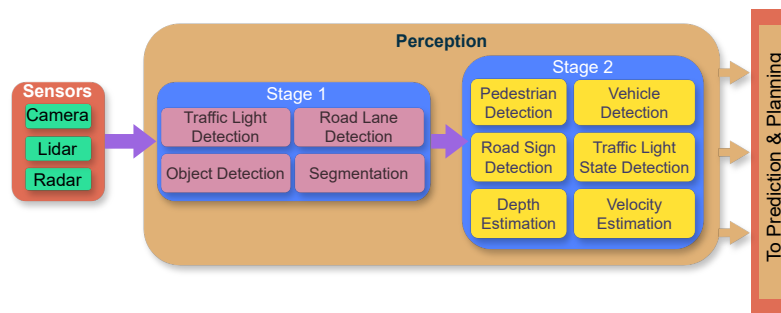 Perception
Sensors
Camera
Lidar
Radar
Stage 1
Traffic Light
Detection
Road Lane
Detection
Object Detection
Segmentation
Stage 2
Pedestrian
Detection
Vehicle
Detection
Road Sign
Detection
Traffic Light
State Detection
Depth
Estimation
Velocity
Estimation
To Prediction & Planning